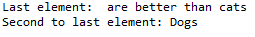 Last element:  are better than cats
Second to last element: Dogs